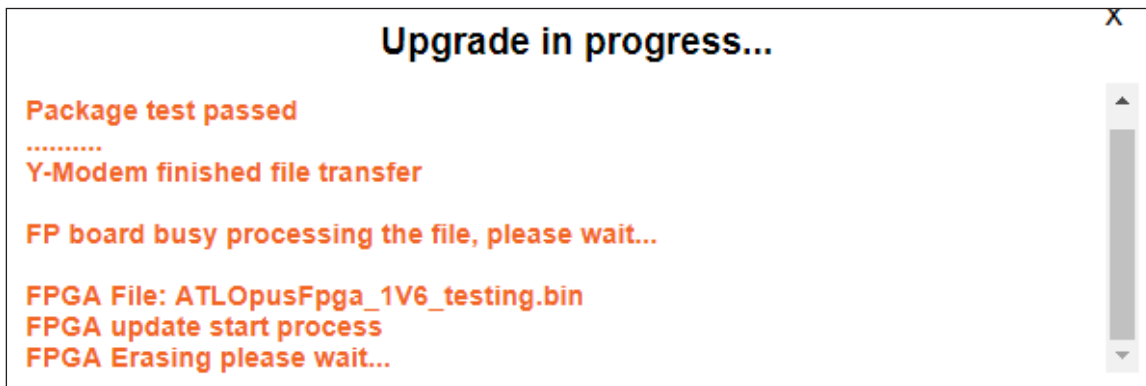 X
Upgrade in progress...
Package test passed
..........
Y-Modem finished file transfer
FP board busy processing the file, please wait...
FPGA File: ATLOpusFpga_1V6_testing.bin
FPGA update start process
FPGA Erasing please wait...